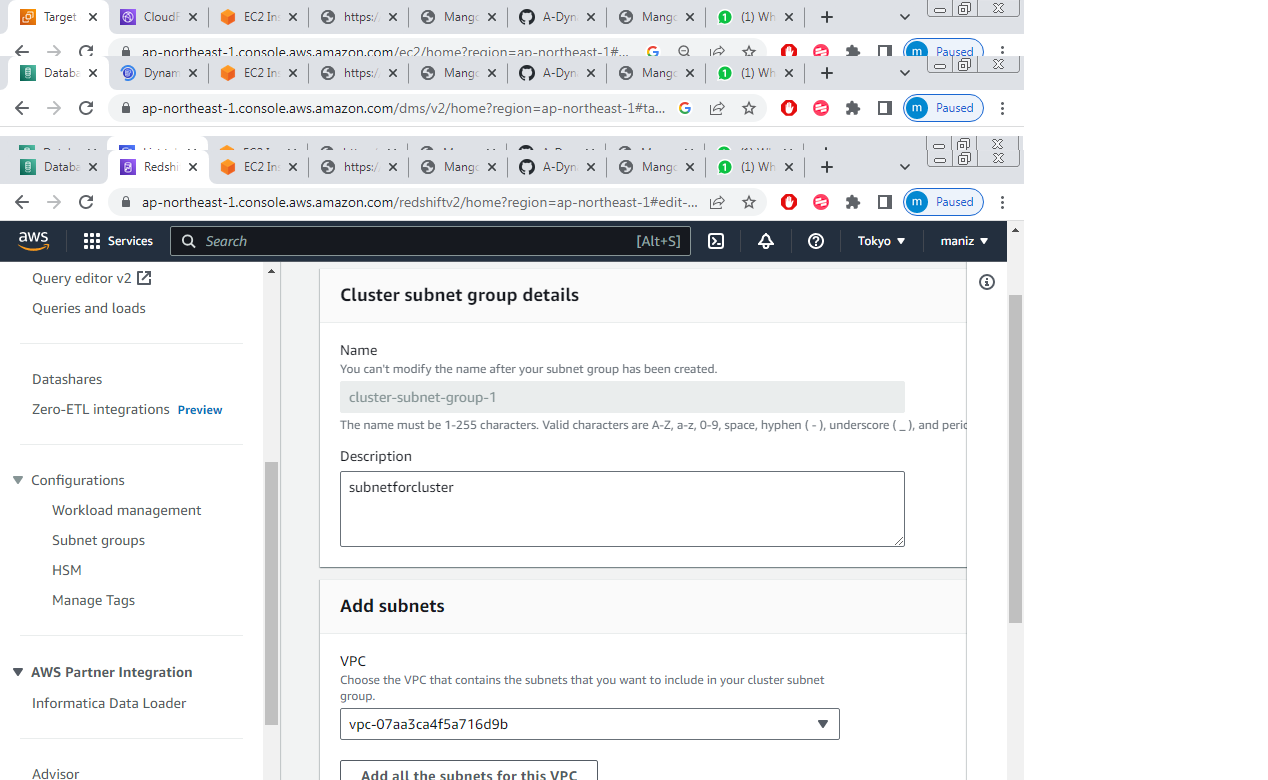 Target
CloudF
EC2 Ins
https:/
Mango
A-Dyna
Mango
(1) Wh
ap-northeast-1.console.aws.amazon.com/ec2/home?region=ap-northeast-1#...
m Paused
Databa
Dynam
EC2 Ins
https:/
Mango
A-Dyna
Mango
(1) Wh
ap-northeast-1.console.aws.amazon.com/dms/v2/home?region=ap-northeast-1#ta...
m Paused
Databa
Redshi
EC2 Ins
https:/
Mango
A-Dyna
Mango
(1) Wh
ap-northeast-1.console.aws.amazon.com/redshiftv2/home?region=ap-northeast-1#edit-...
m Paused
aws
Services
Search
[Alt+S]
Tokyo
maniz
Query editor v2
Queries and loads
Datashares
Zero-ETL integrations Preview
Configurations
Workload management
Subnet groups
HSM
Manage Tags
AWS Partner Integration
Informatica Data Loader
Advisor
Cluster subnet group details
Name
You can't modify the name after your subnet group has been created.
cluster-subnet-group-1
The name must be 1-255 characters. Valid characters are A-Z, a-z, 0-9, space, hyphen ( - ), underscore ( _ ), and peric
Description
subnetforcluster
Add subnets
VPC
Choose the VPC that contains the subnets that you want to include in your cluster subnet
group.
vpc-07aa3ca4f5a716d9b
Add all the subnets for this VPC